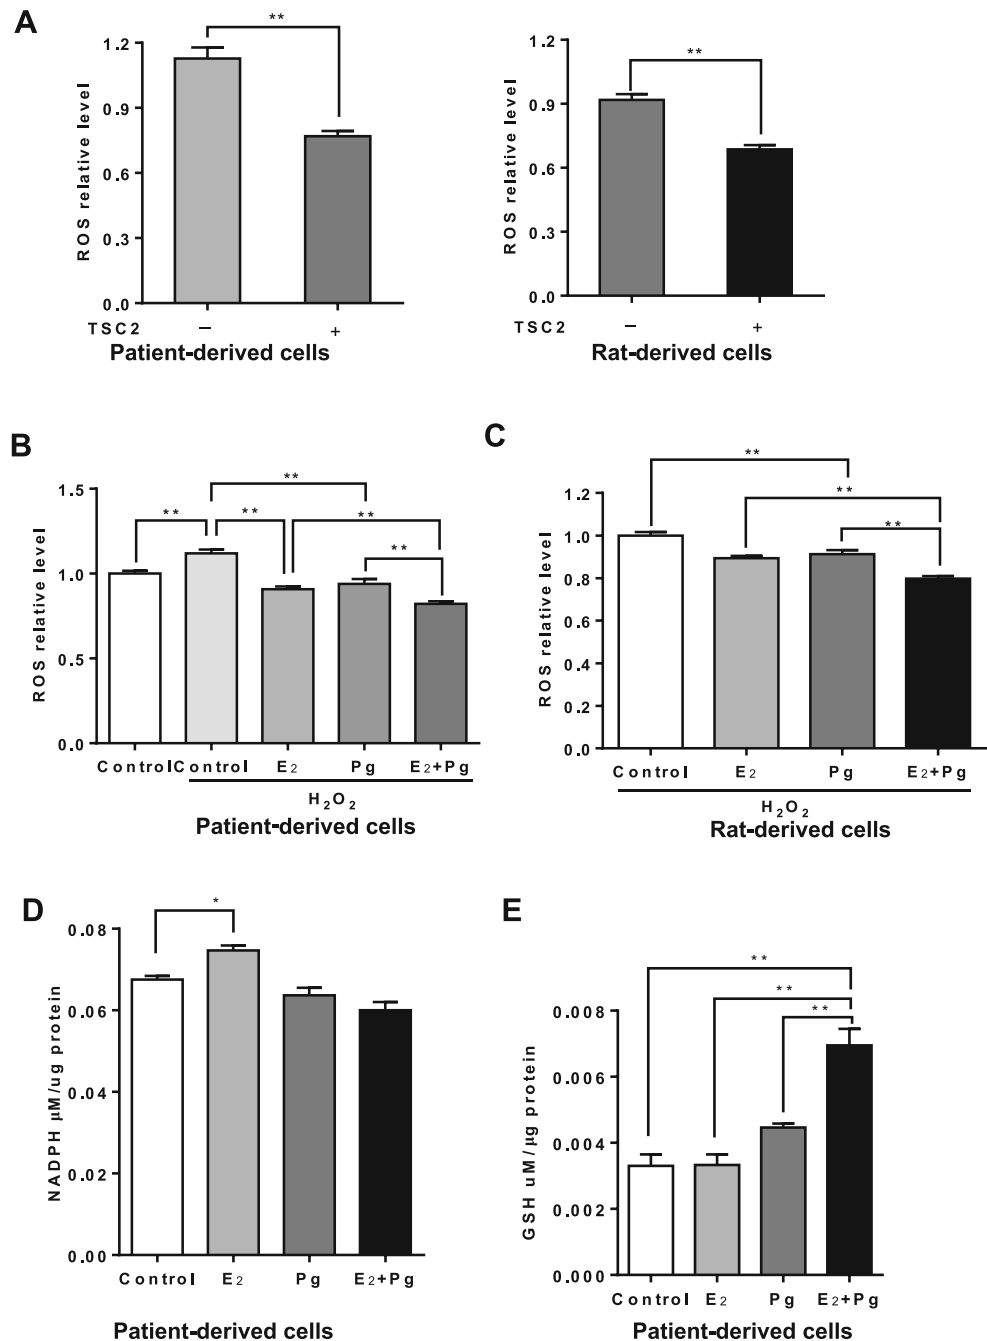 A
**
1.2
0.9
0.6
0.3
0.0
ROS relative level
TSC2 – +
Patient-derived cells
**
1.2
0.9
0.6
0.3
0.0
ROS relative level
TSC2 – +
Rat-derived cells
B
**
** ** **
**
1.5
1.0
0.5
0.0
ROS relative level
Control Control E2 Pg E2+Pg
H2O2
Patient-derived cells
C
**
**
**
1.2
1.0
0.8
0.6
0.4
0.2
0.0
ROS relative level
Control E2 Pg E2+Pg
H2O2
Rat-derived cells
D
*
0.08
0.06
0.04
0.02
0.00
NADPH µM/ug protein
Control E2 Pg E2+Pg
Patient-derived cells
E
**
**
**
0.008
0.006
0.004
0.002
0.000
GSH uM/µg protein
Control E2 Pg E2+Pg
Patient-derived cells